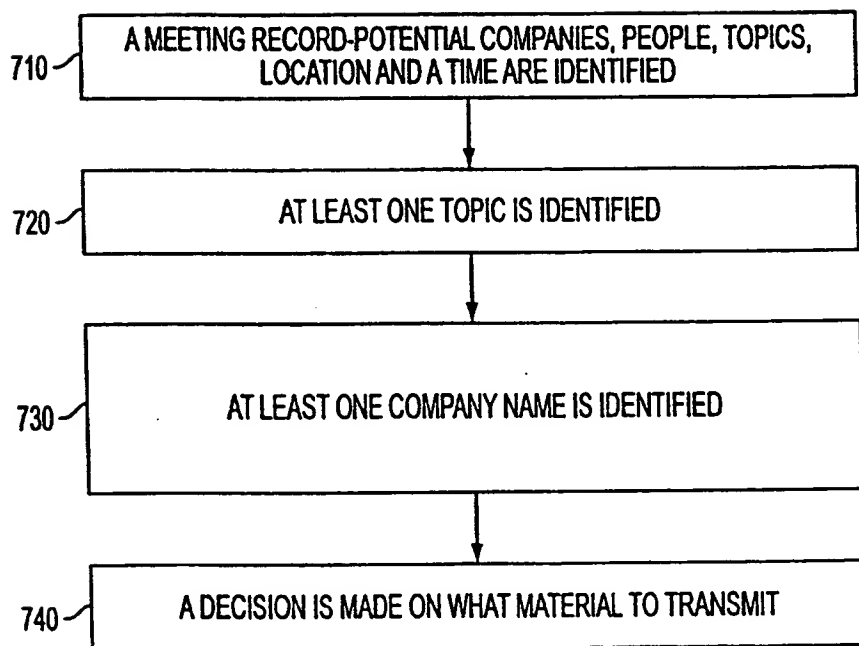 710
A MEETING RECORD-POTENTIAL COMPANIES, PEOPLE, TOPICS,
LOCATION AND A TIME ARE IDENTIFIED
720
AT LEAST ONE TOPIC IS IDENTIFIED
730
AT LEAST ONE COMPANY NAME IS IDENTIFIED
740
A DECISION IS MADE ON WHAT MATERIAL TO TRANSMIT